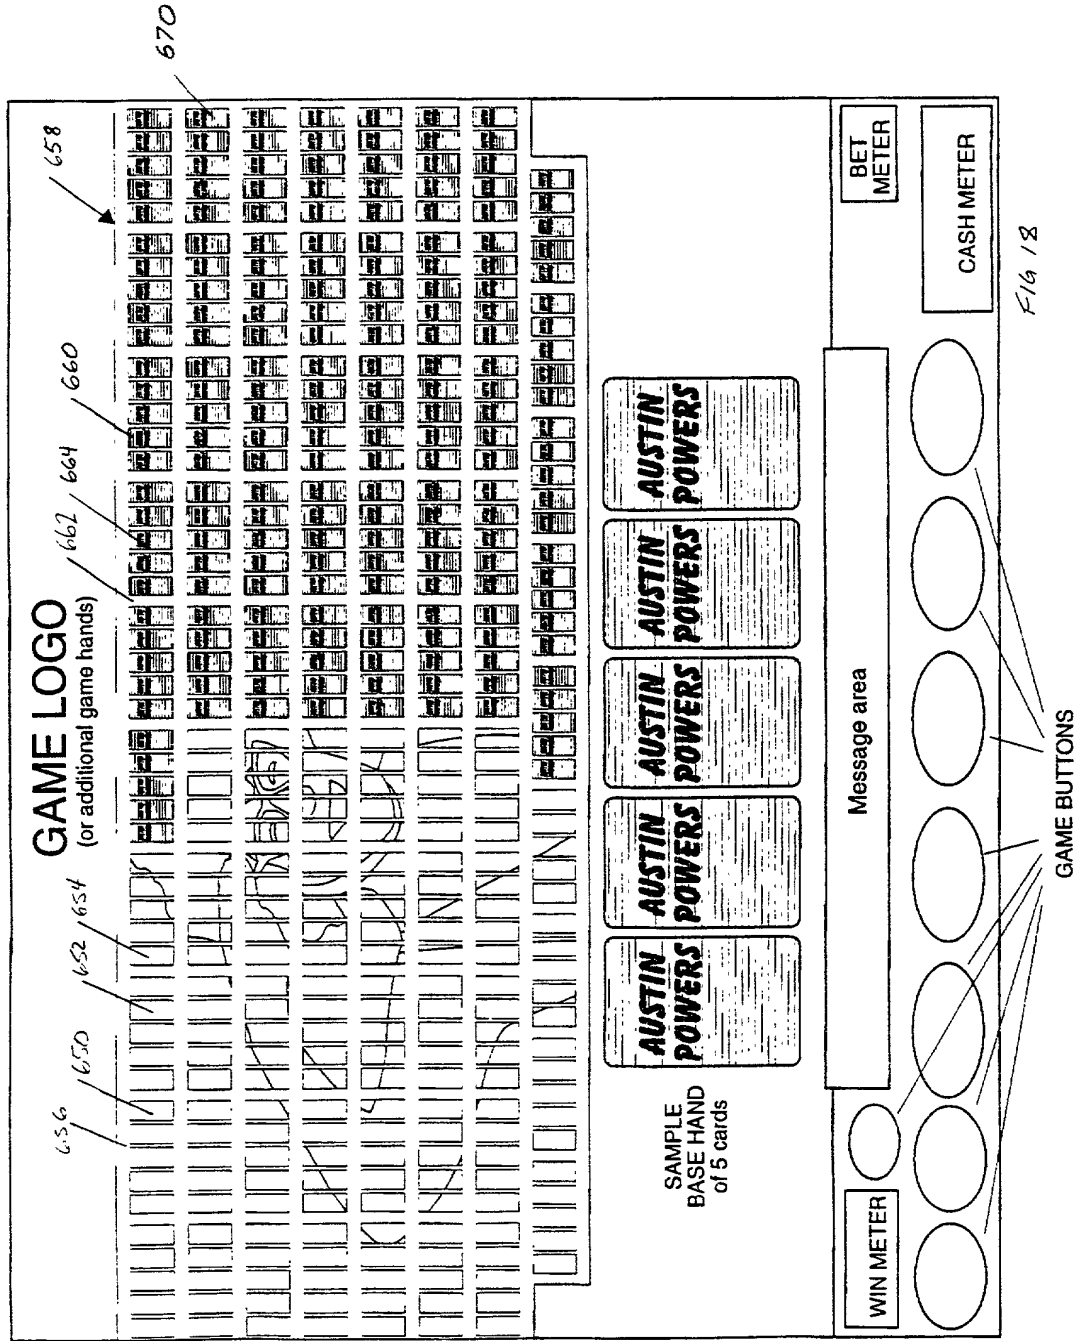 GAME LOGO
(or additional game hands)
656
650
652
654
662
664
660
658
670
AUSTIN
POWERS
AUSTIN
POWERS
AUSTIN
POWERS
AUSTIN
POWERS
AUSTIN
POWERS
SAMPLE
BASE HAND
of 5 cards
Message area
WIN METER
BET
METER
CASH METER
GAME BUTTONS
FIG 18